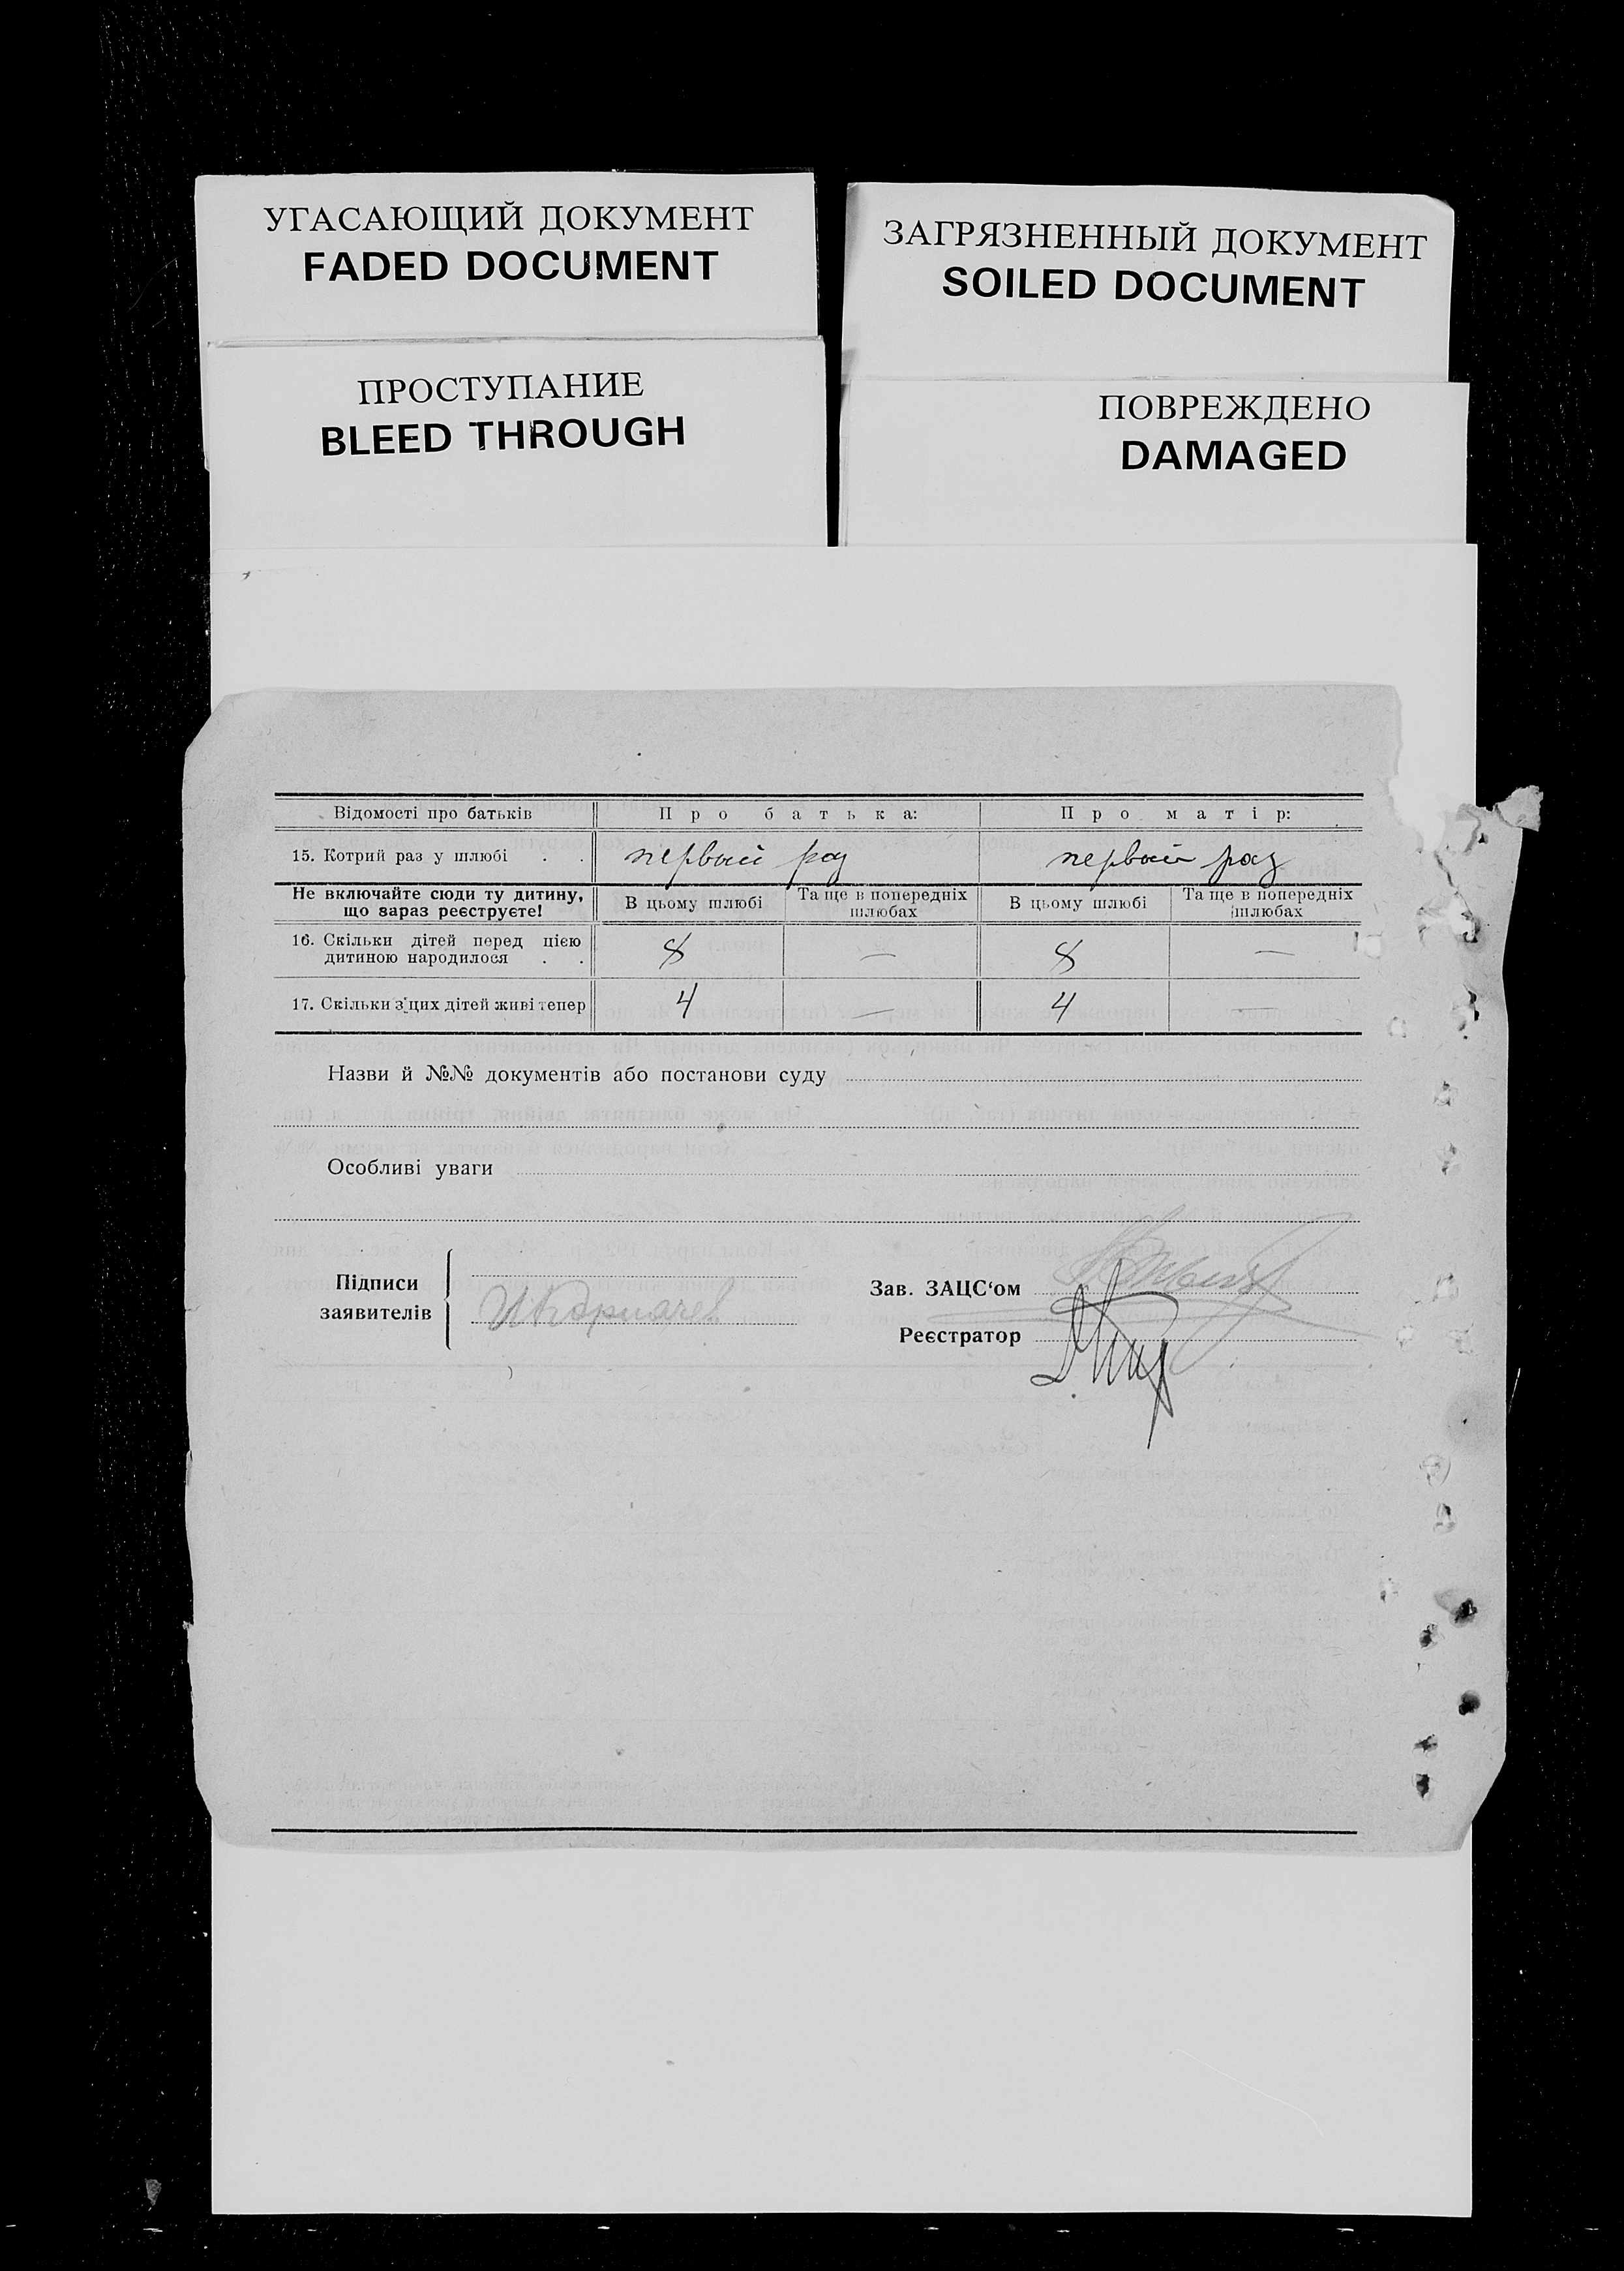 УГАСАЮЩИЙ ДОКУМЕНТ
FADED DOCUMENT
ЗАГРЯЗНЕННЫЙ ДОКУМЕНТ
SOILED DOCUMENT
ПРОСТУПАНИЕ
BLEED THROUGH
ПОВРЕЖДЕНО
DAMAGED
Відомості про батьків Про батька: Про матір:
15. Котрий раз у шлюбі . . первый раз первый раз
Не включайте сюди ту дитину, що зараз реєструєте! В цьому шлюбі Та ще в попередніх шлюбах В цьому шлюбі Та ще в попередніх шлюбах
16. Скільки дітей перед цією дитиною народилося . . 8 — 8 —
17. Скільки з цих дітей живі тепер 4 — 4 —
Назви й №№ документів або постанови суду
Особливі уваги
Підписи заявителів
Зав. ЗАЦС‘ом
Реєстратор